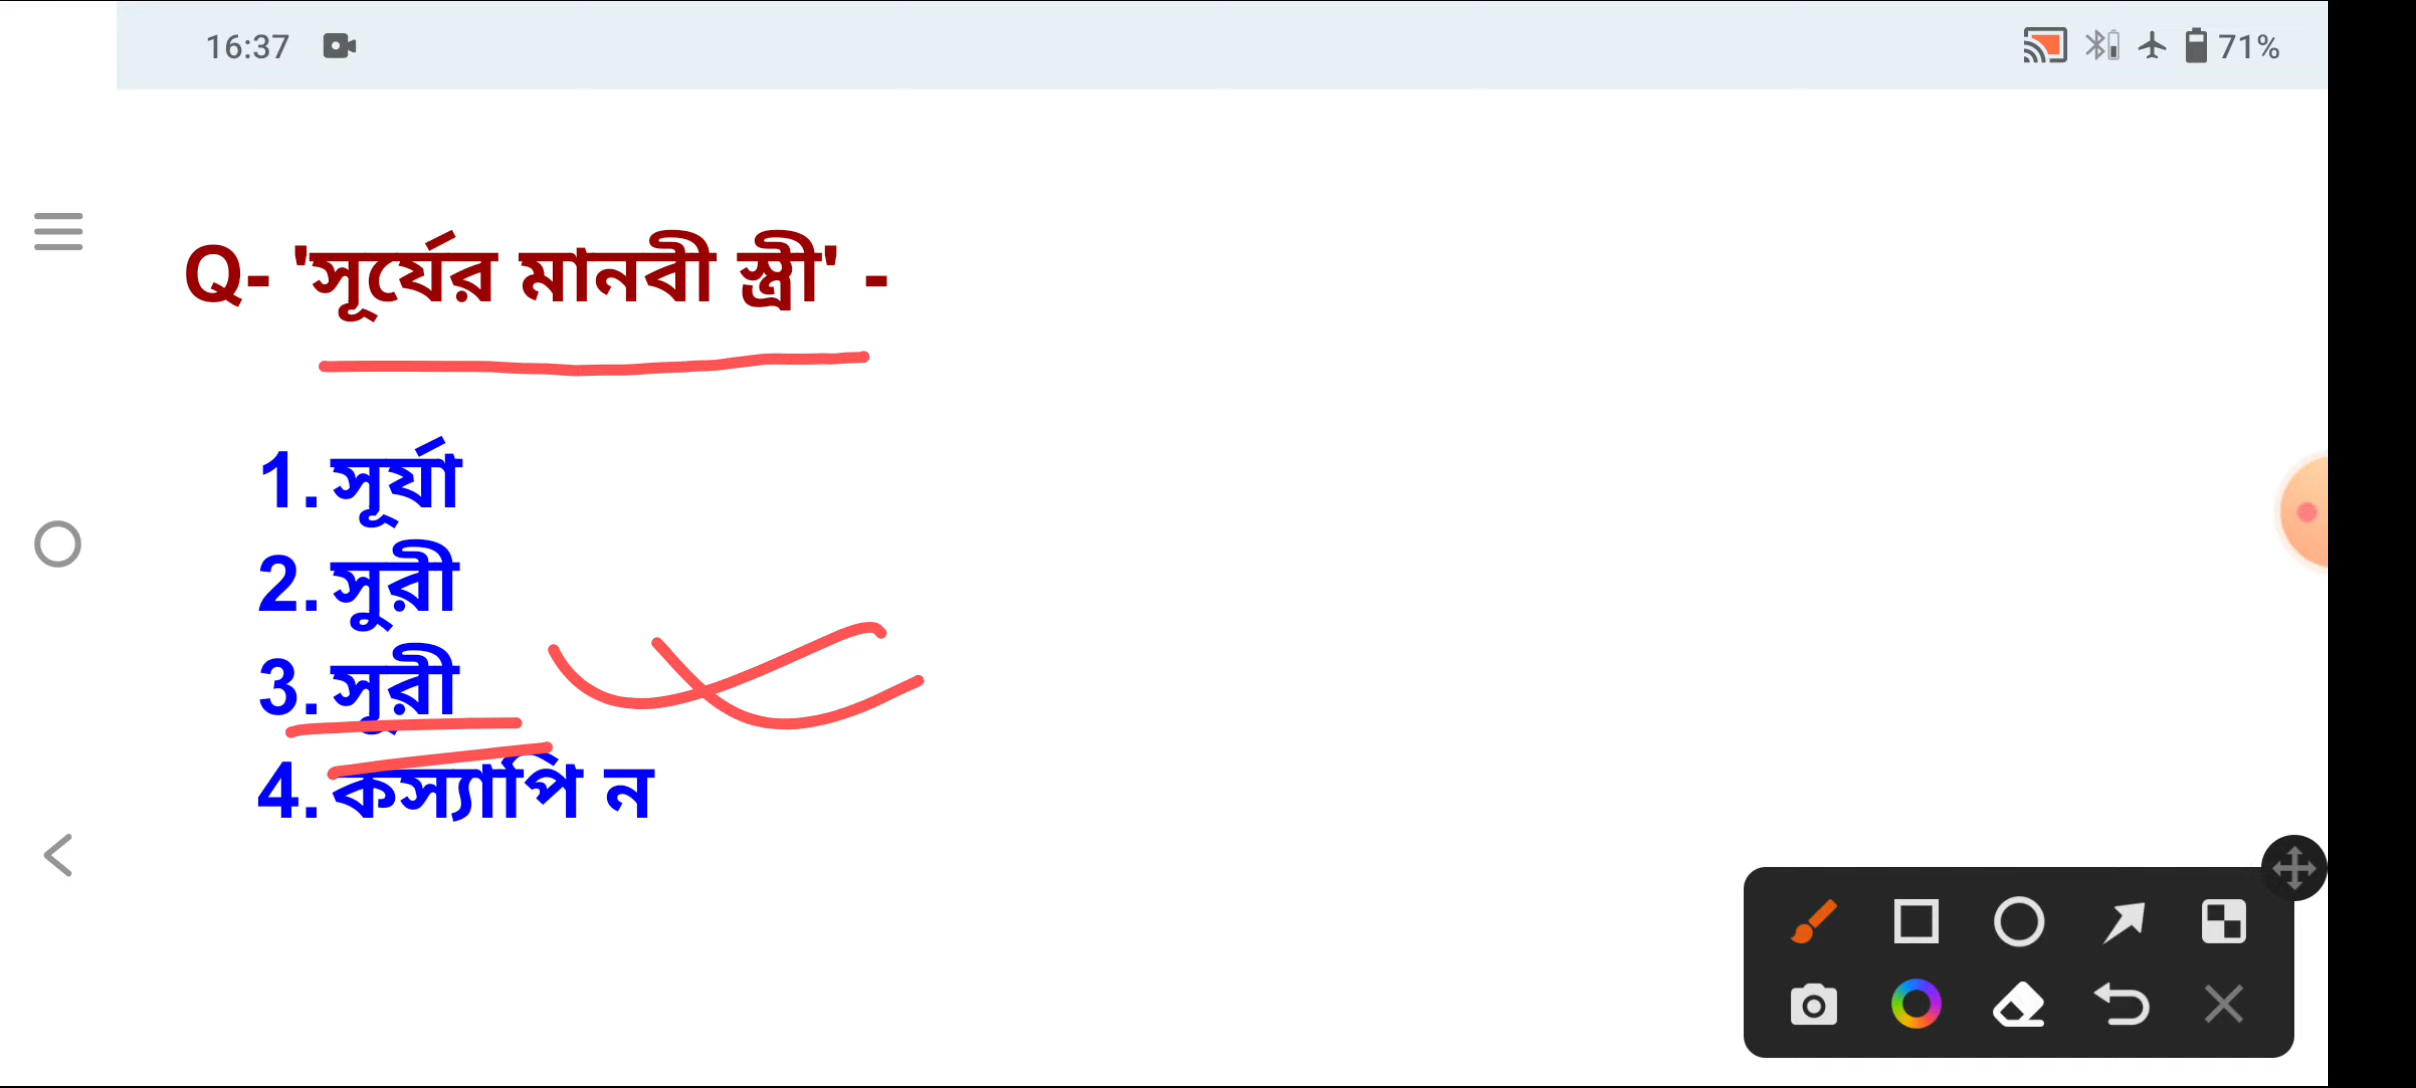 16:37 71%
Q- 'সূর্যের মানবী স্ত্রী' -
1. সূর্যা
2. সুরী
3. সূরী
4. কস্যাপি ন